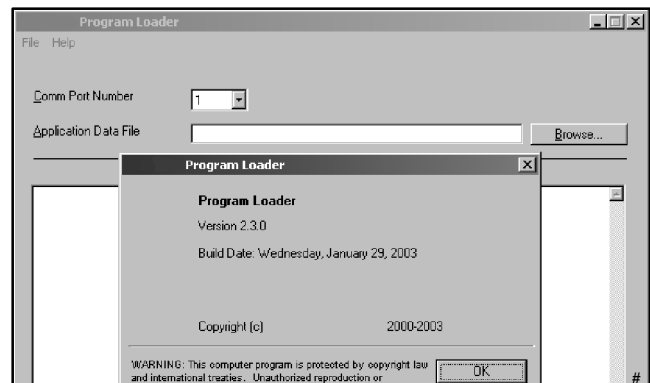 Program Loader
File Help
Comm Port Number
1
Application Data File
Browse...
Program Loader
Program Loader
Version 2.3.0
Build Date: Wednesday, January 29, 2003
Copyright (c) 2000-2003
WARNING: This computer program is protected by copyright law
and international treaties. Unauthorized reproduction or
OK
#